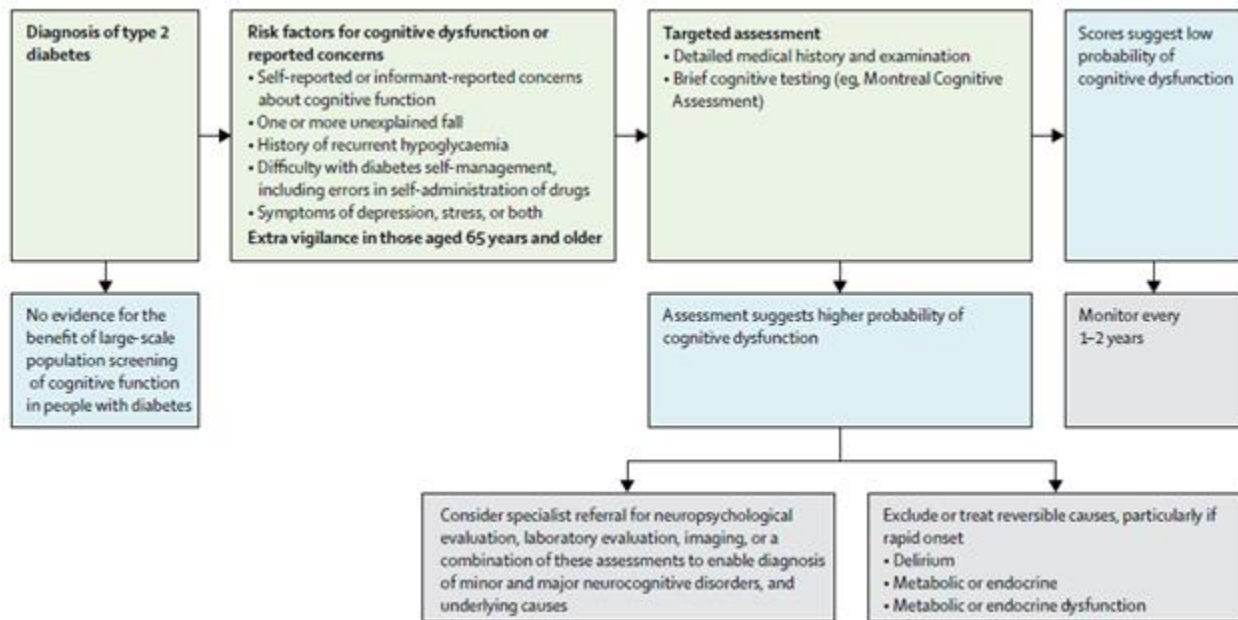 Diagnosis of type 2
diabetes
Risk factors for cognitive dysfunction or
reported concerns
• Self-reported or informant-reported concerns
about cognitive function
• One or more unexplained fall
• History of recurrent hypoglycaemia
• Difficulty with diabetes self-management,
including errors in self-administration of drugs
• Symptoms of depression, stress, or both
Extra vigilance in those aged 65 years and older
Targeted assessment
• Detailed medical history and examination
• Brief cognitive testing (eg, Montreal Cognitive
Assessment)
Scores suggest low
probability of
cognitive dysfunction
No evidence for the
benefit of large-scale
population screening
of cognitive function
in people with diabetes
Assessment suggests higher probability of
cognitive dysfunction
Monitor every
1–2 years
Consider specialist referral for neuropsychological
evaluation, laboratory evaluation, imaging, or a
combination of these assessments to enable diagnosis
of minor and major neurocognitive disorders, and
underlying causes
Exclude or treat reversible causes, particularly if
rapid onset
• Delirium
• Metabolic or endocrine
• Metabolic or endocrine dysfunction